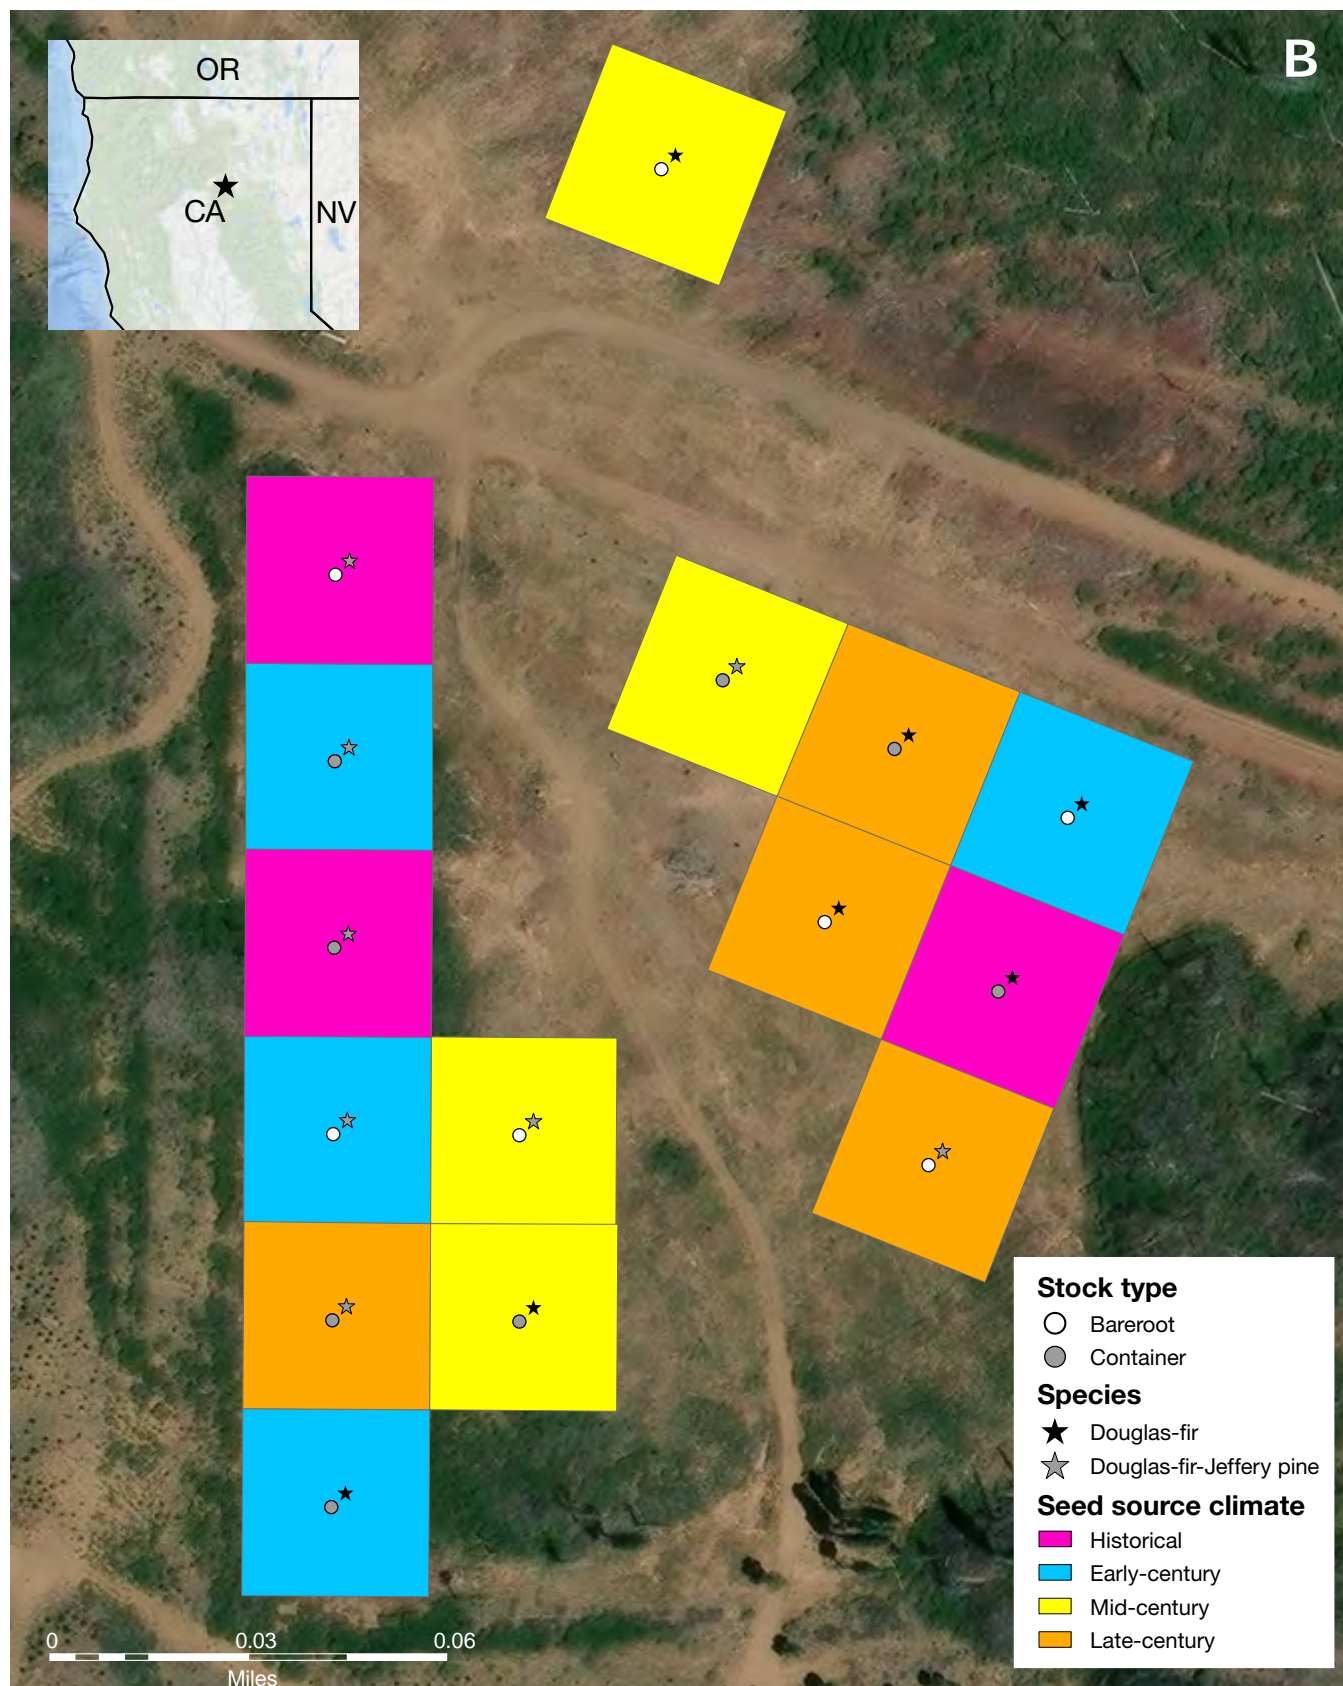 B
OR
CA
NV
Stock type
Bareroot
Container
Species
Douglas-fir
Douglas-fir-Jeffery pine
Seed source climate
Historical
Early-century
Mid-century
Late-century
0 0.03 0.06
Miles